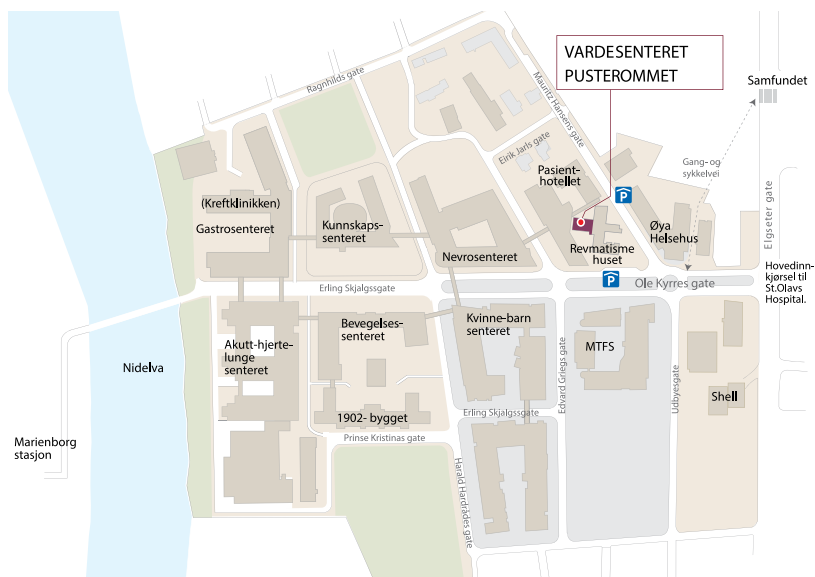 VARDESENTERET
PUSTEROMMET
Samfundet
Ragnhilds gate
Mauritz Hansens gate
Eirik Jarls gate
Gang- og
sykkelvei
Elgseter gate
Pasient-
hotellet
P
(Kreftklinikken)
Gastrosenteret
Kunnskaps-
senteret
Nevrosenteret
Revmatisme
huset
Øya
Helsehus
P
Ole Kyrres gate
Hovedinn-
kjørsel til
St.Olavs
Hospital.
Erling Skjalgssgate
Akutt-hjerte-
lunge
senteret
Bevegelses-
senteret
Kvinne-barn
senteret
MTFS
Edvard Griegs gate
Udbyesgate
Nidelva
Shell
1902- bygget
Erling Skjalgssgate
Prinse Kristinas gate
Marienborg
stasjon
Harald Hardrådes gate